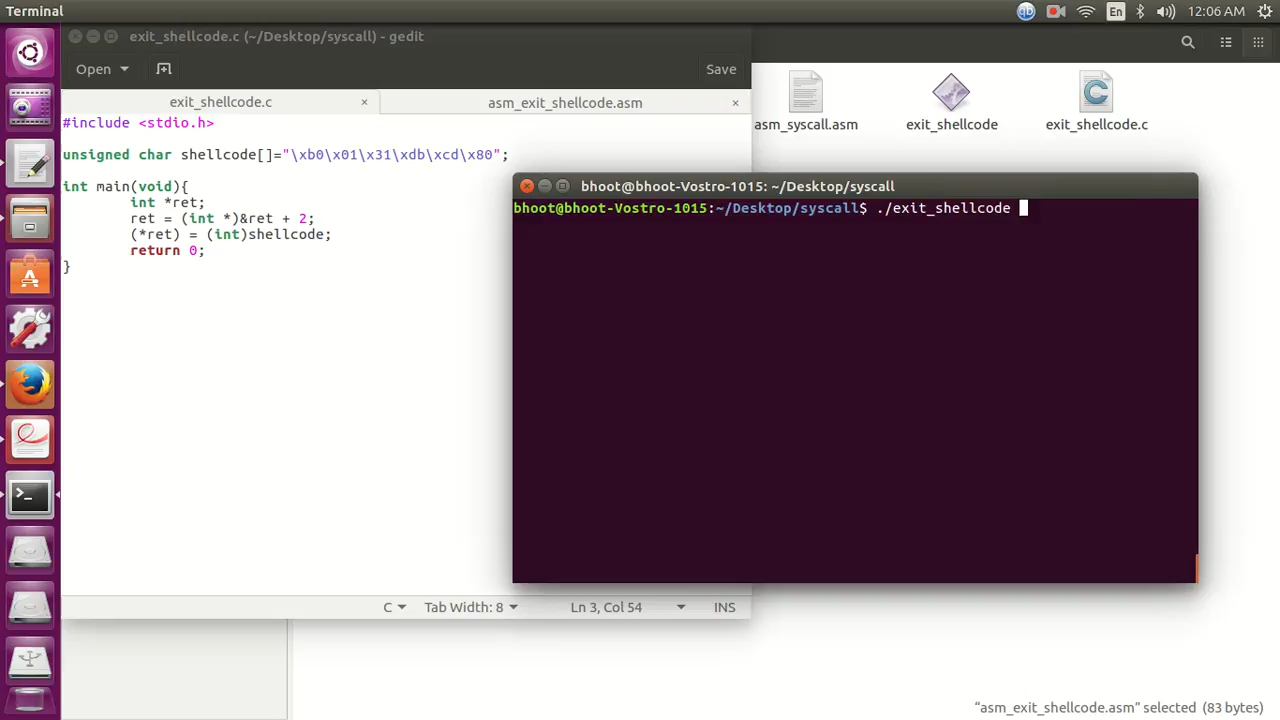 Terminal
En
12:06 AM
exit_shellcode.c (~/Desktop/syscall) - gedit
Open
Save
exit_shellcode.c ×
asm_exit_shellcode.asm ×
#include <stdio.h>
unsigned char shellcode[]="\xb0\x01\x31\xdb\xcd\x80";
int main(void){
int *ret;
ret = (int *)&ret + 2;
(*ret) = (int)shellcode;
return 0;
}
C
Tab Width: 8
Ln 3, Col 54
INS
asm_syscall.asm
exit_shellcode
exit_shellcode.c
bhoot@bhoot-Vostro-1015: ~/Desktop/syscall
bhoot@bhoot-Vostro-1015:~/Desktop/syscall$ ./exit_shellcode
“asm_exit_shellcode.asm” selected (83 bytes)